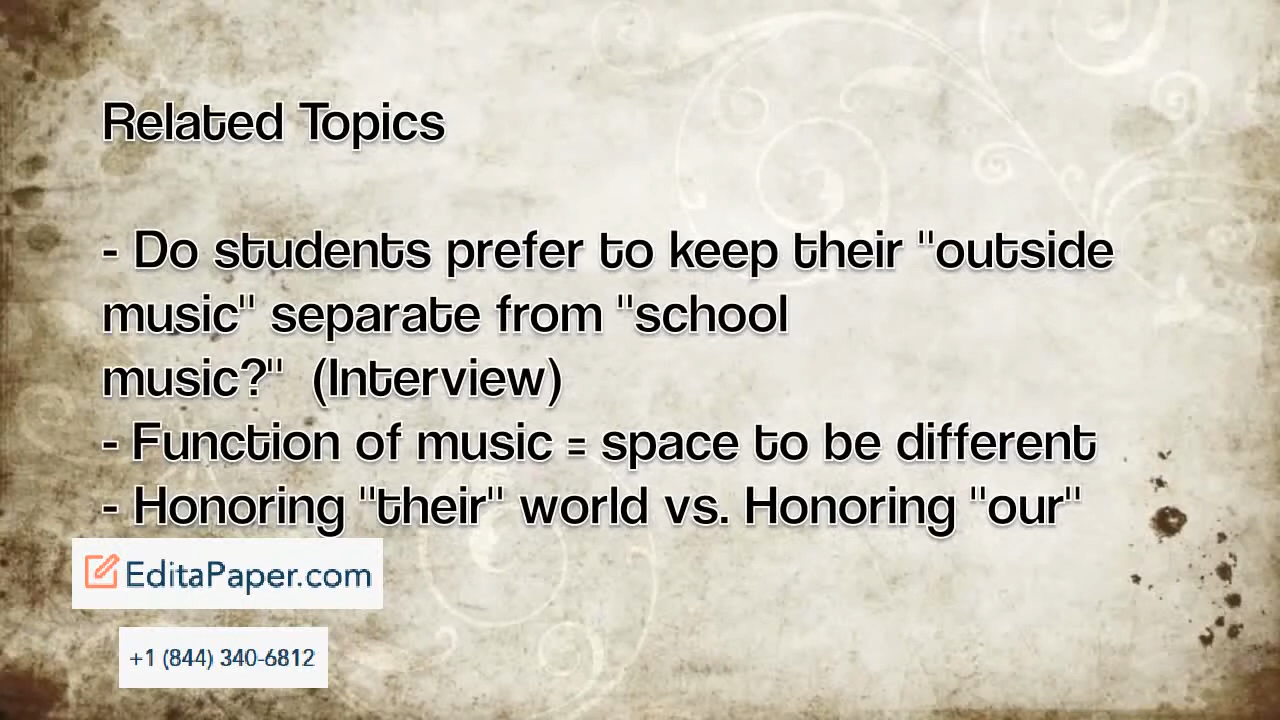 Related Topics
- Do students prefer to keep their "outside
music" separate from "school
music?"  (Interview)
- Function of music = space to be different
- Honoring "their" world vs. Honoring "our"
EditaPaper.com
+1 (844) 340-6812